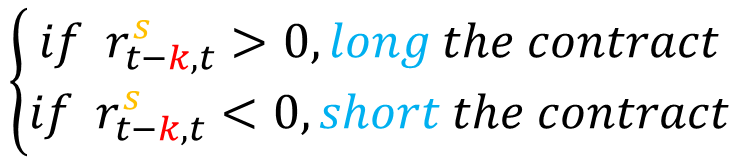 if r^s_{t−k,t} > 0, long the contract
if r^s_{t−k,t} < 0, short the contract